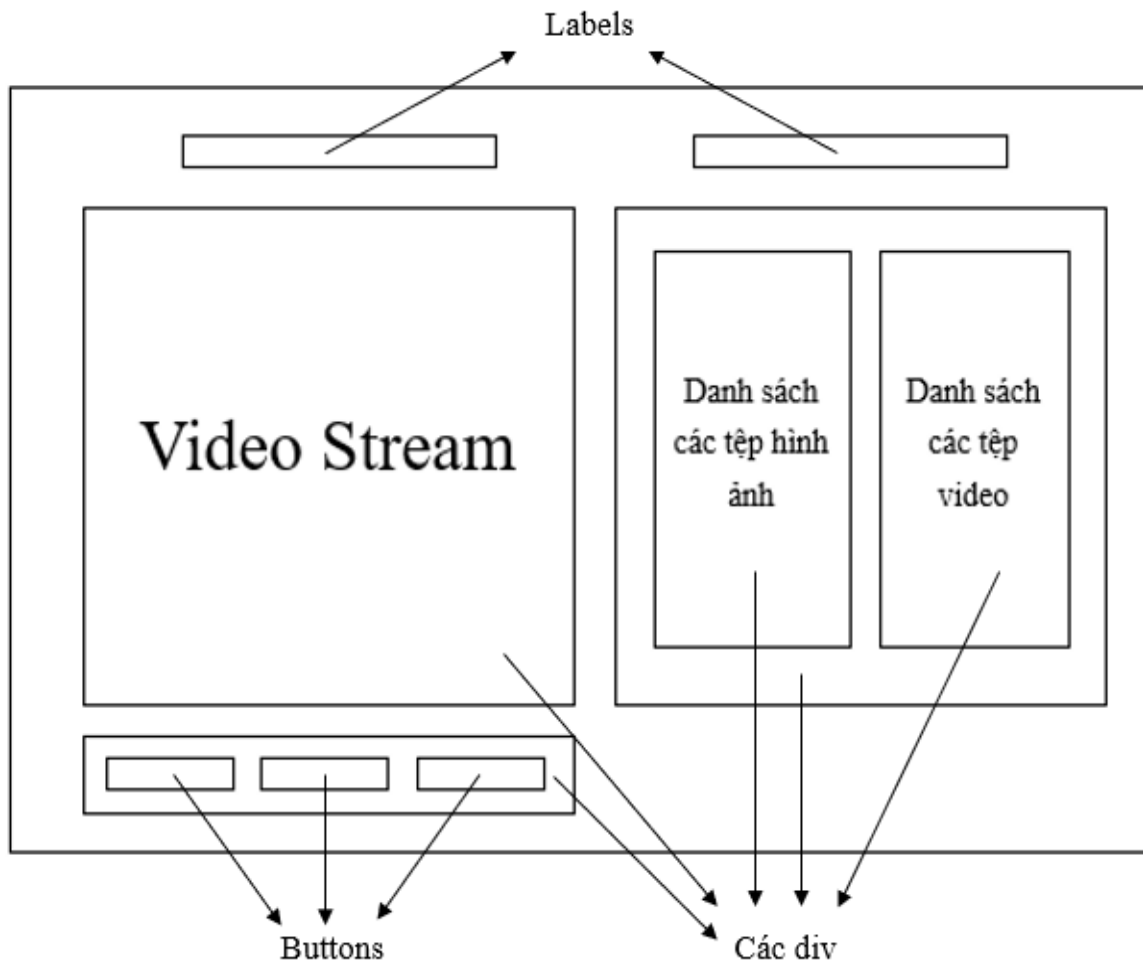 Labels
Video Stream
Danh sách
các tệp hình
ảnh
Danh sách
các tệp
video
Buttons
Các div